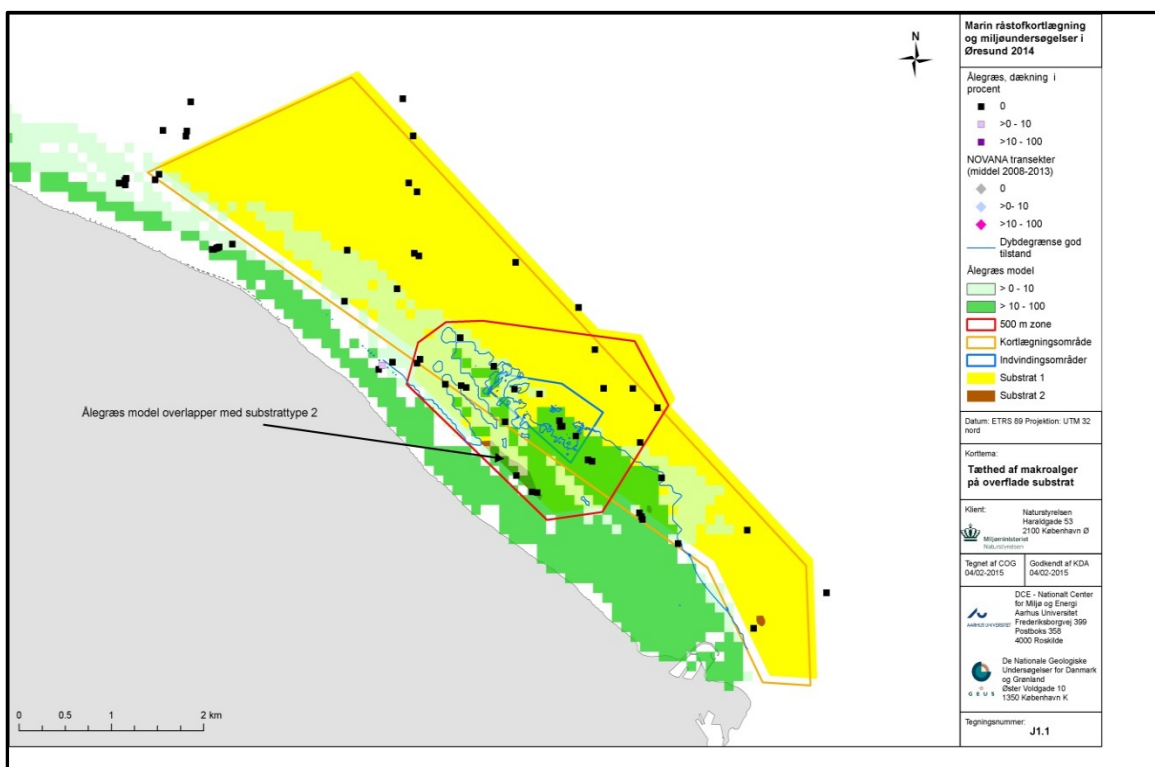 N
Ålegræs model overlapper med substrattype 2
0 0.5 1 2 km
Marin råstofkortlægning
og miljøundersøgelser i
Øresund 2014
Ålegræs, dækning i
procent
0
>0 - 10
>10 - 100
NOVANA transekter
(middel 2008-2013)
0
>0- 10
>10 - 100
Dybdegrænse god
tilstand
Ålegræs model
> 0 - 10
> 10 - 100
500 m zone
Kortlægningsområde
Indvindingsområder
Substrat 1
Substrat 2
Datum: ETRS 89 Projektion: UTM 32
nord
Korttema:
Tæthed af makroalger
på overflade substrat
Klient:
Naturstyrelsen
Haraldgade 53
2100 København Ø
Miljøministeriet
Naturstyrelsen
Tegnet af COG
04/02-2015
Godkendt af KDA
04/02-2015
AARHUS UNIVERSITET
DCE - Nationalt Center
for Miljø og Energi
Aarhus Universitet
Frederiksborgvej 399
Postboks 358
4000 Roskilde
G E U S
De Nationale Geologiske
Undersøgelser for Danmark
og Grønland
Øster Voldgade 10
1350 København K
Tegningsnummer:
J1.1